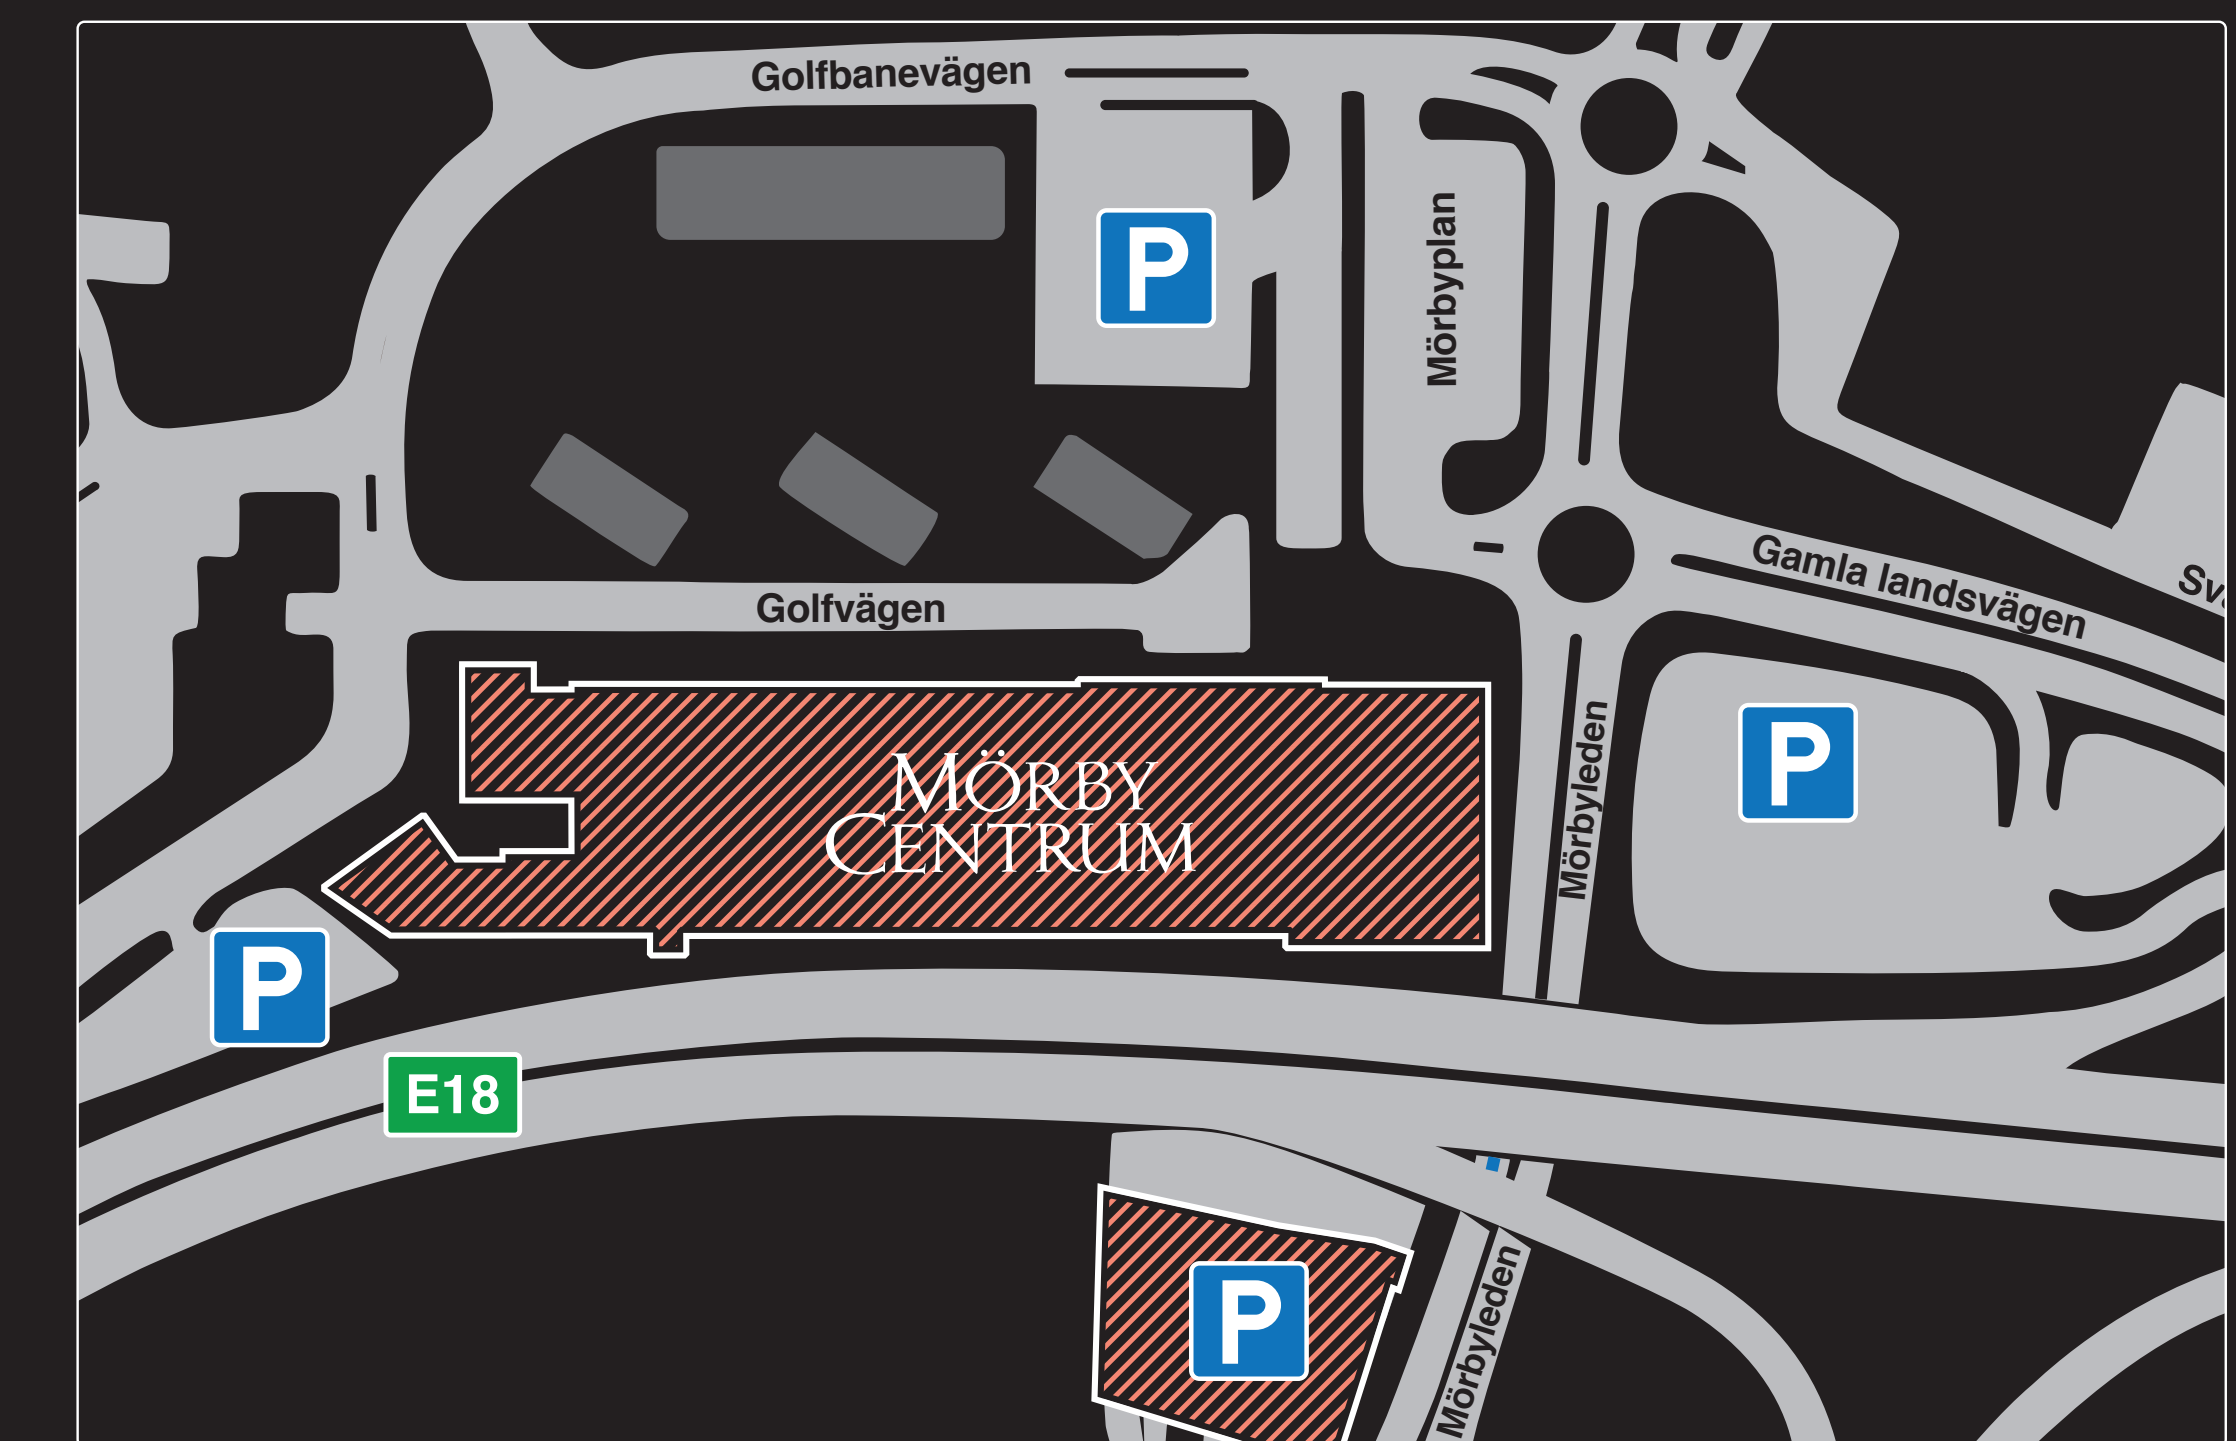 Golfbanevägen
P
Mörbyplan
Gamla landsvägen
Golfvägen
P
Mörbyleden
MÖRBY
CENTRUM
P
E18
P
Mörbyleden